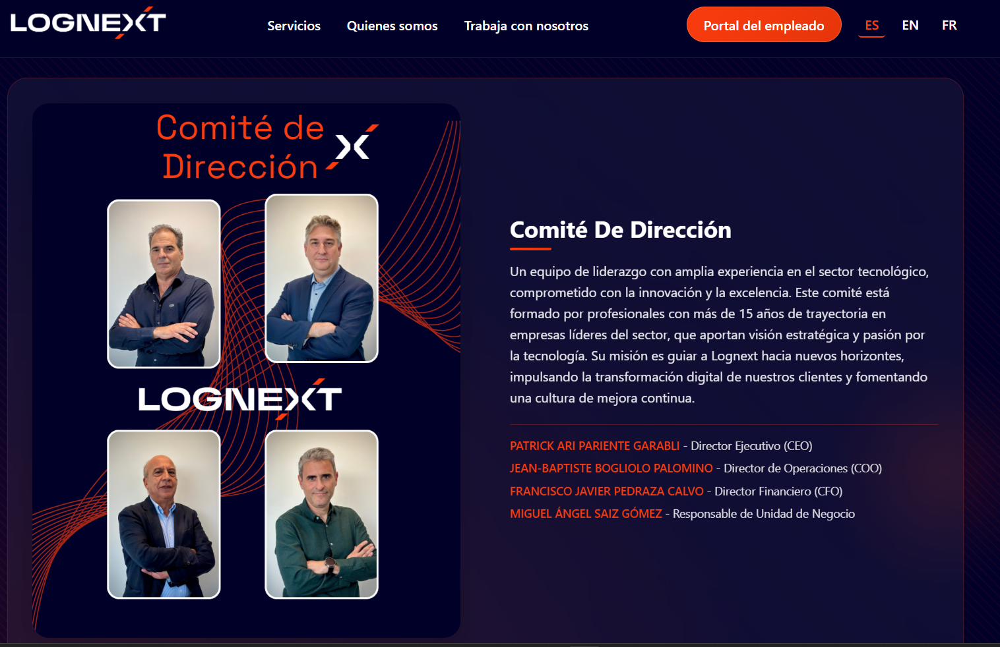 LOGNEXT
Servicios
Quienes somos
Trabaja con nosotros
Portal del empleado
ES
EN
FR
Comité de
Dirección
X
LOGNEXT
Comité De Dirección
Un equipo de liderazgo con amplia experiencia en el sector tecnológico,
comprometido con la innovación y la excelencia. Este comité está
formado por profesionales con más de 15 años de trayectoria en
empresas líderes del sector, que aportan visión estratégica y pasión por
la tecnología. Su misión es guiar a Lognext hacia nuevos horizontes,
impulsando la transformación digital de nuestros clientes y fomentando
una cultura de mejora continua.
PATRICK ARI PARIENTE GARABLI - Director Ejecutivo (CEO)
JEAN-BAPTISTE BOGLIOLO PALOMINO - Director de Operaciones (COO)
FRANCISCO JAVIER PEDRAZA CALVO - Director Financiero (CFO)
MIGUEL ÁNGEL SAIZ GÓMEZ - Responsable de Unidad de Negocio